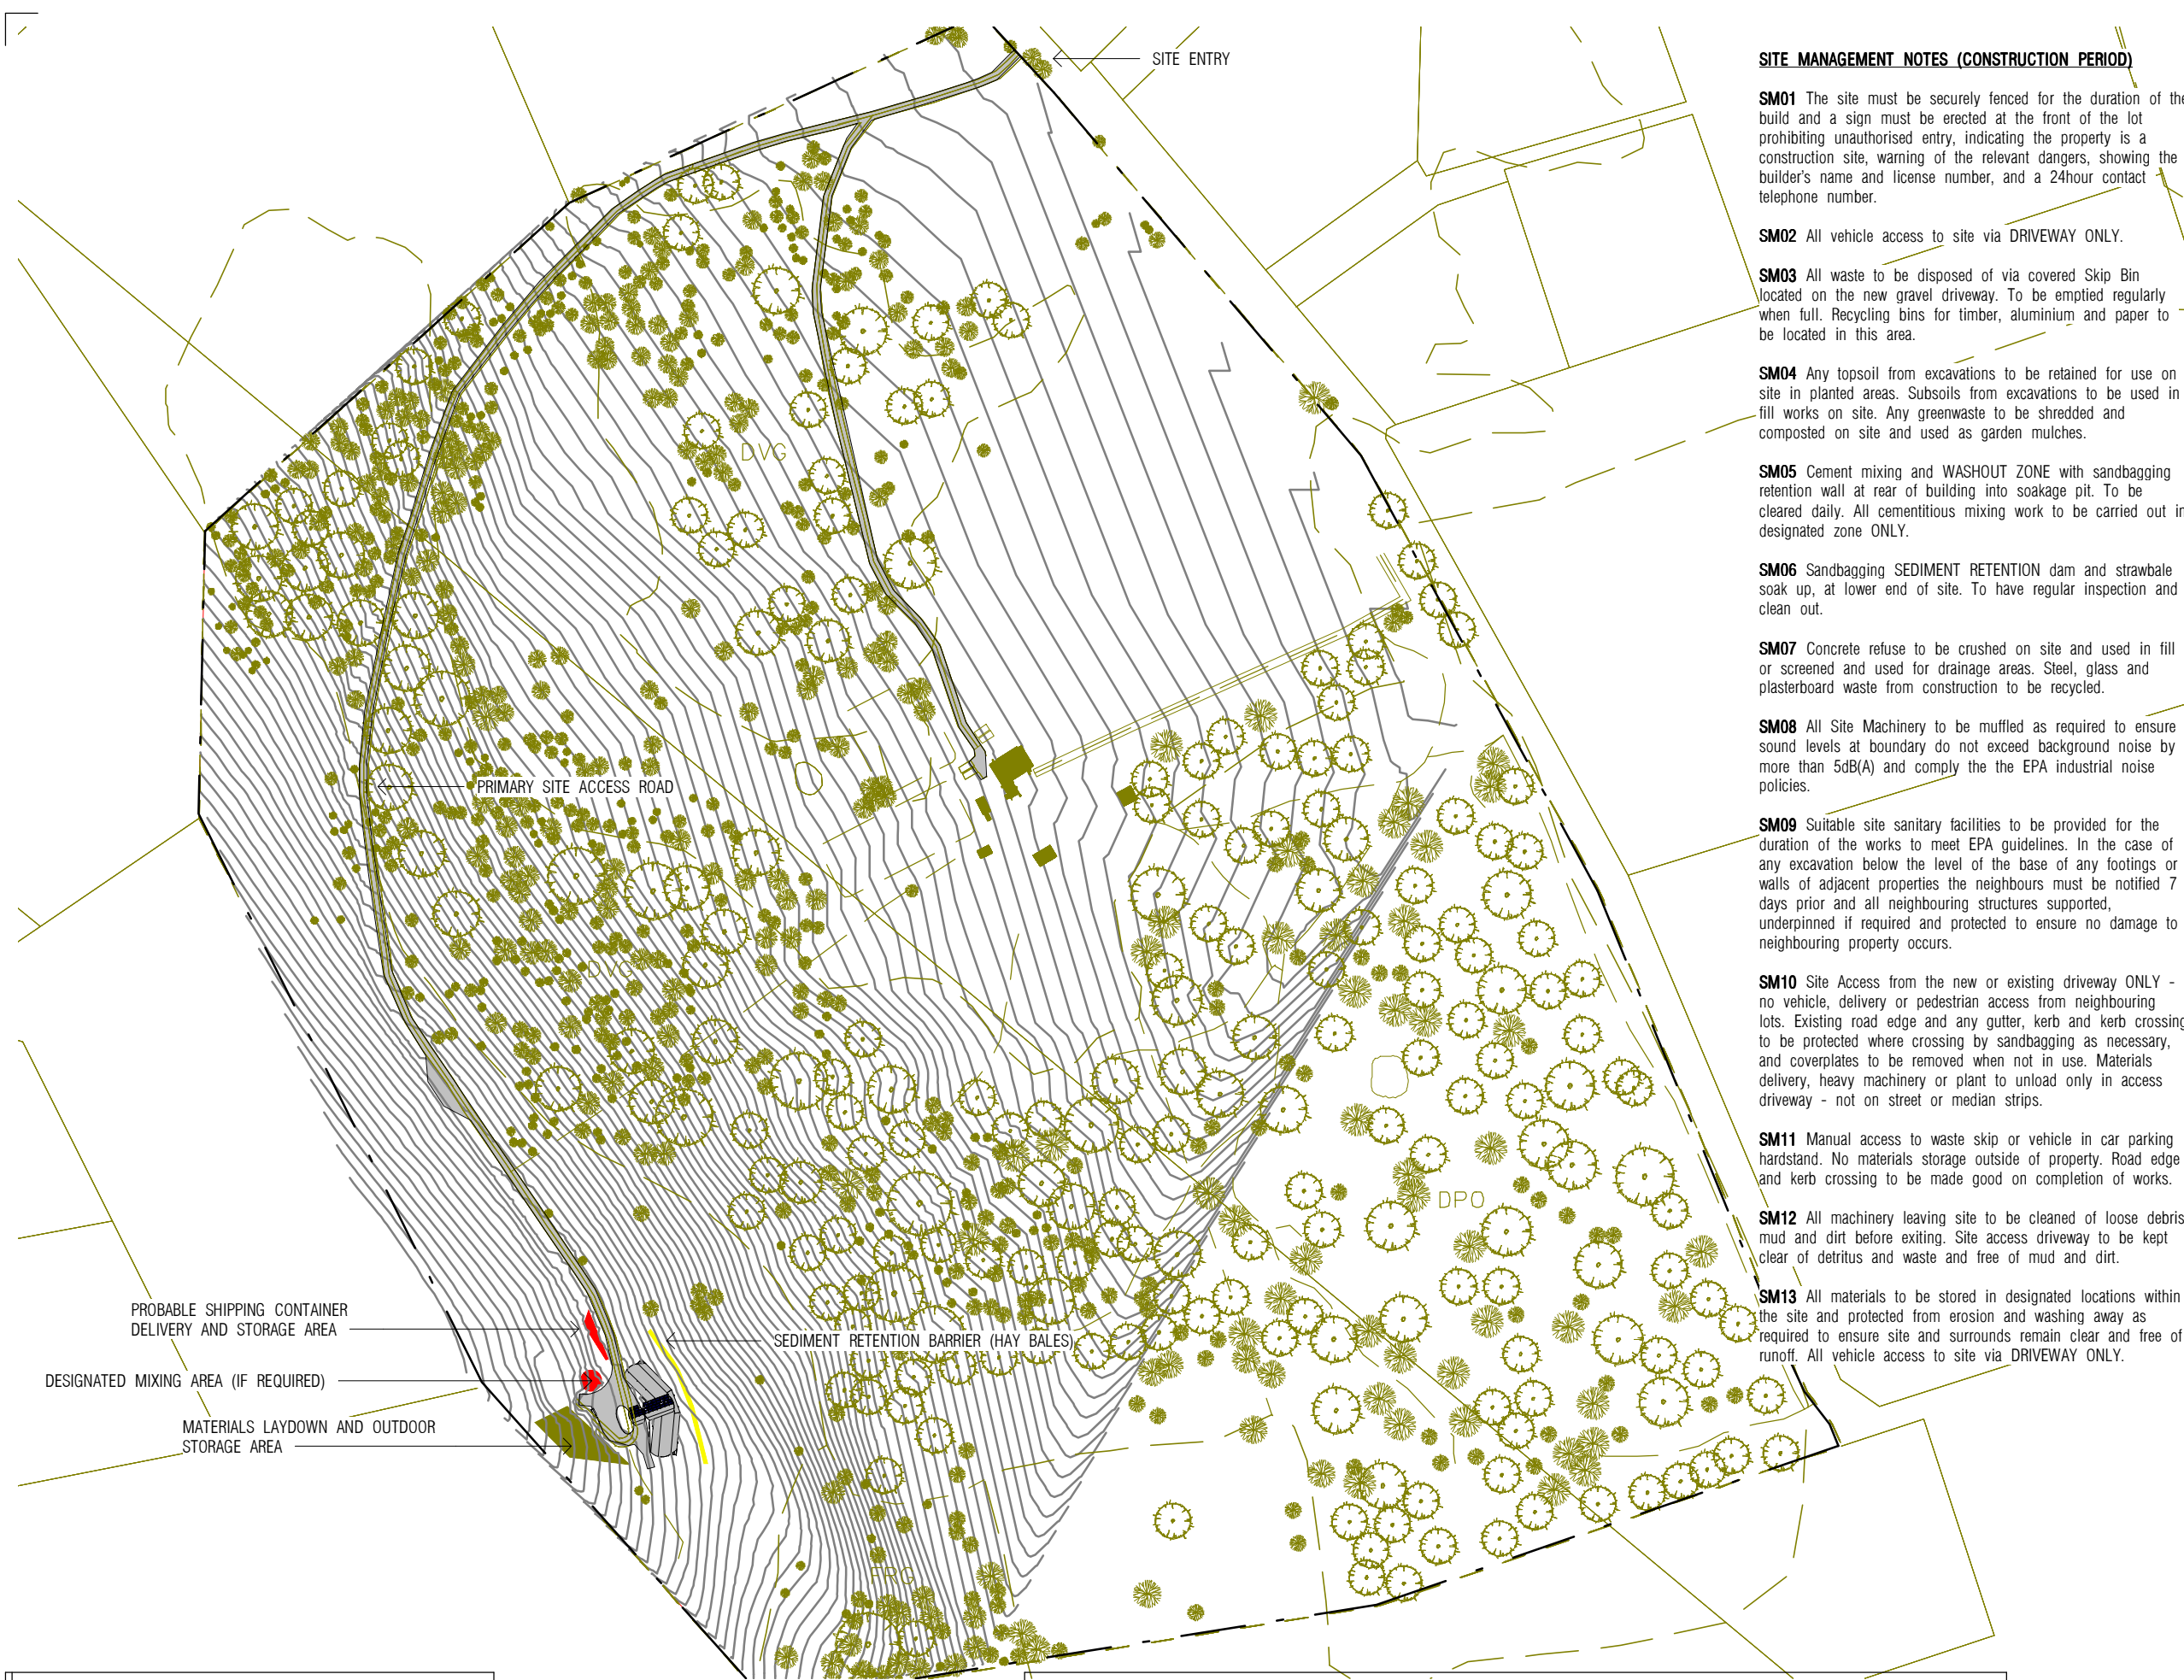 SITE ENTRY
SITE MANAGEMENT NOTES (CONSTRUCTION PERIOD)
SM01 The site must be securely fenced for the duration of the
build and a sign must be erected at the front of the lot
prohibiting unauthorised entry, indicating the property is a
construction site, warning of the relevant dangers, showing the
builder's name and license number, and a 24hour contact
telephone number.
SM02 All vehicle access to site via DRIVEWAY ONLY.
SM03 All waste to be disposed of via covered Skip Bin
located on the new gravel driveway. To be emptied regularly
when full. Recycling bins for timber, aluminium and paper to
be located in this area.
SM04 Any topsoil from excavations to be retained for use on
site in planted areas. Subsoils from excavations to be used in
fill works on site. Any greenwaste to be shredded and
composted on site and used as garden mulches.
SM05 Cement mixing and WASHOUT ZONE with sandbagging
retention wall at rear of building into soakage pit. To be
cleared daily. All cementitious mixing work to be carried out in
designated zone ONLY.
SM06 Sandbagging SEDIMENT RETENTION dam and strawbale
soak up, at lower end of site. To have regular inspection and
clean out.
SM07 Concrete refuse to be crushed on site and used in fill
or screened and used for drainage areas. Steel, glass and
plasterboard waste from construction to be recycled.
SM08 All Site Machinery to be muffled as required to ensure
sound levels at boundary do not exceed background noise by
more than 5dB(A) and comply the the EPA industrial noise
policies.
SM09 Suitable site sanitary facilities to be provided for the
duration of the works to meet EPA guidelines. In the case of
any excavation below the level of the base of any footings or
walls of adjacent properties the neighbours must be notified 7
days prior and all neighbouring structures supported,
underpinned if required and protected to ensure no damage to
neighbouring property occurs.
SM10 Site Access from the new or existing driveway ONLY -
no vehicle, delivery or pedestrian access from neighbouring
lots. Existing road edge and any gutter, kerb and kerb crossing
to be protected where crossing by sandbagging as necessary,
and coverplates to be removed when not in use. Materials
delivery, heavy machinery or plant to unload only in access
driveway - not on street or median strips.
SM11 Manual access to waste skip or vehicle in car parking
hardstand. No materials storage outside of property. Road edge
and kerb crossing to be made good on completion of works.
SM12 All machinery leaving site to be cleaned of loose debris
mud and dirt before exiting. Site access driveway to be kept
clear of detritus and waste and free of mud and dirt.
SM13 All materials to be stored in designated locations within
the site and protected from erosion and washing away as
required to ensure site and surrounds remain clear and free of
runoff. All vehicle access to site via DRIVEWAY ONLY.
DVG
PRIMARY SITE ACCESS ROAD
DVG
DPO
PROBABLE SHIPPING CONTAINER
DELIVERY AND STORAGE AREA
SEDIMENT RETENTION BARRIER (HAY BALES)
DESIGNATED MIXING AREA (IF REQUIRED)
MATERIALS LAYDOWN AND OUTDOOR
STORAGE AREA
FRG